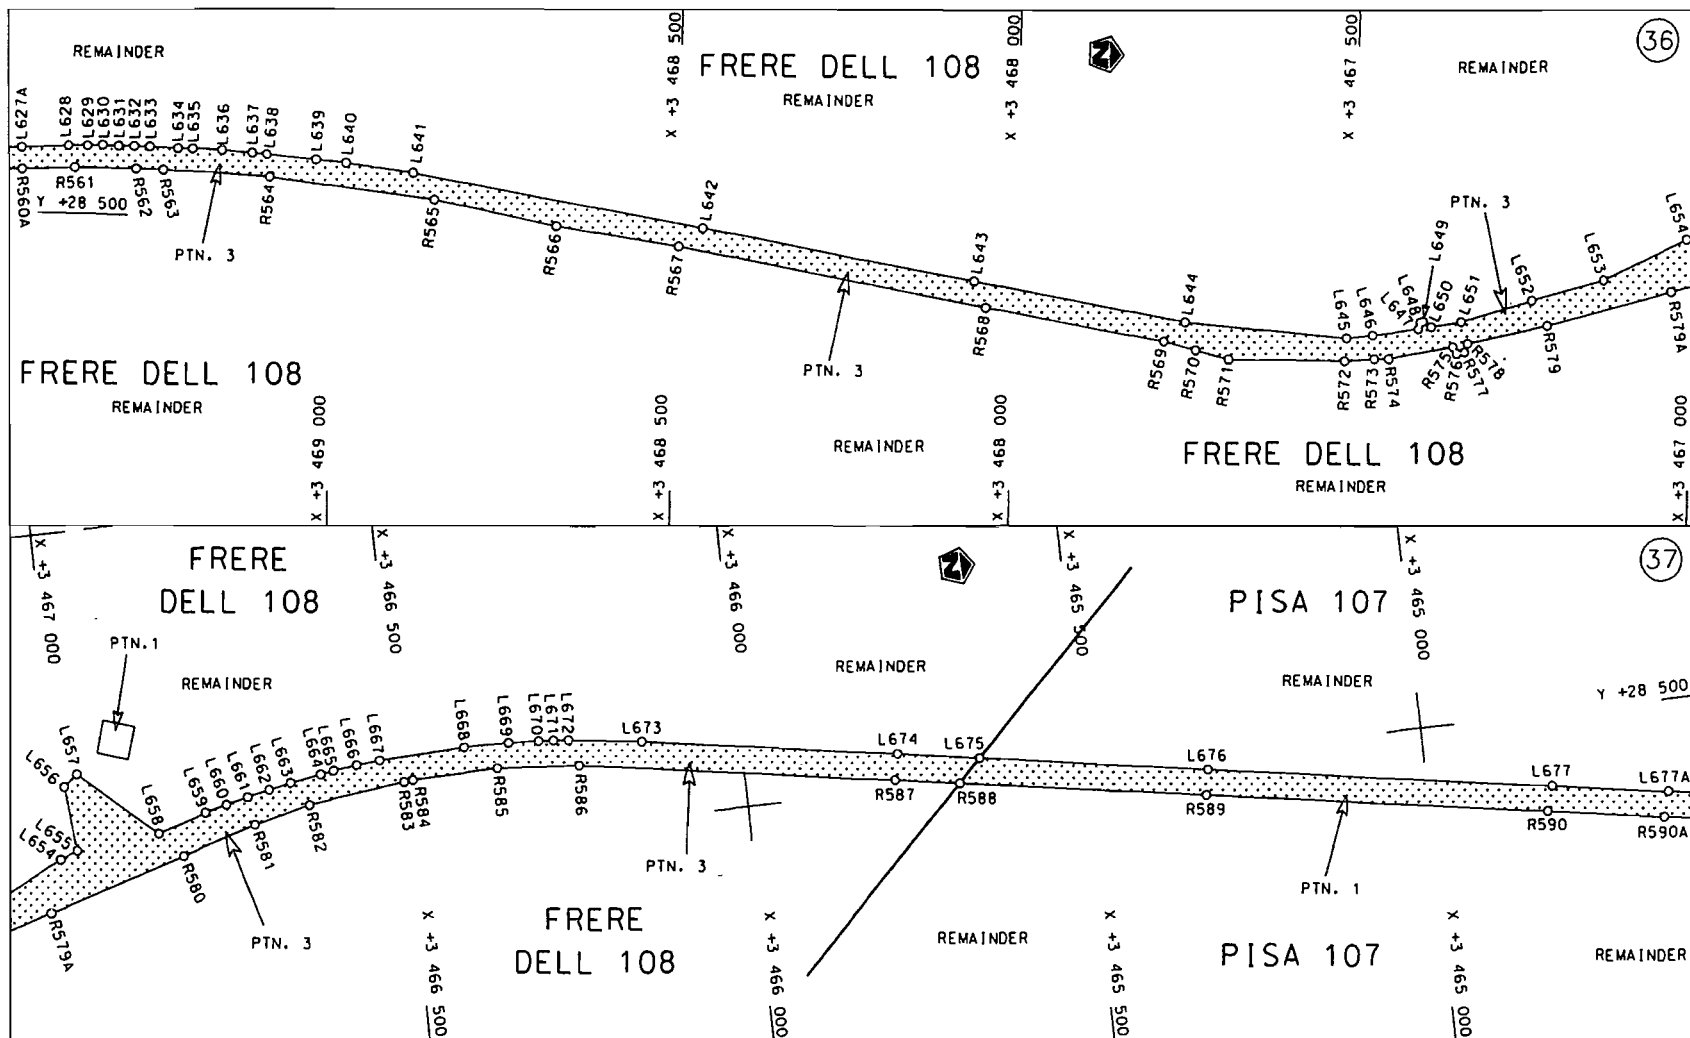 36
REMAINDER
X +3 468 500
FRERE DELL 108
REMAINDER
X +3 468 000
N
X +3 467 500
REMAINDER
L627A
L628
L629
L630
L631
L632
L633
L634
L635
L636
L637
L638
L639
L640
L641
L642
L643
L644
L645
L646
L647
L648
L649
L650
L651
L652
L653
L654
PTN. 3
R560A
R561
Y +28 500
R562
R563
R564
R565
R566
R567
R568
R569
R570
R571
R572
R573
R574
R575
R576
R577
R578
R579
R579A
PTN. 3
PTN. 3
FRERE DELL 108
REMAINDER
X +3 469 000
X +3 468 500
REMAINDER
X +3 468 000
FRERE DELL 108
REMAINDER
X +3 467 000
37
X +3 467 000
FRERE
DELL 108
X +3 466 500
X +3 466 000
N
X +3 465 500
PISA 107
X +3 465 000
PTN.1
REMAINDER
REMAINDER
REMAINDER
Y +28 500
L654
L655
L656
L657
L658
L659
L660
L661
L662
L663
L664
L665
L666
L667
L668
L669
L670
L671
L672
L673
L674
L675
L676
L677
L677A
R579A
R580
R581
R582
R583
R584
R585
R586
R587
R588
R589
R590
R590A
PTN. 3
PTN. 3
PTN. 1
X +3 466 500
FRERE
DELL 108
X +3 466 000
REMAINDER
X +3 465 500
PISA 107
X +3 465 000
REMAINDER